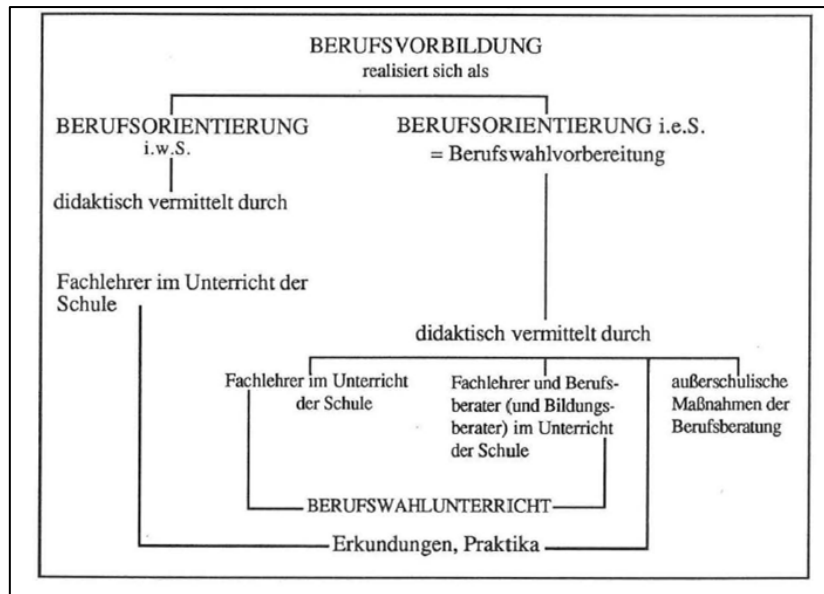 BERUFSVORBILDUNG
realisiert sich als
BERUFSORIENTIERUNG
i.w.S.
BERUFSORIENTIERUNG i.e.S.
= Berufswahlvorbereitung
didaktisch vermittelt durch
Fachlehrer im Unterricht der
Schule
didaktisch vermittelt durch
Fachlehrer im Unterricht
der Schule
Fachlehrer und Berufs-
berater (und Bildungs-
berater) im Unterricht
der Schule
außerschulische
Maßnahmen der
Berufsberatung
BERUFSWAHLUNTERRICHT
Erkundungen, Praktika